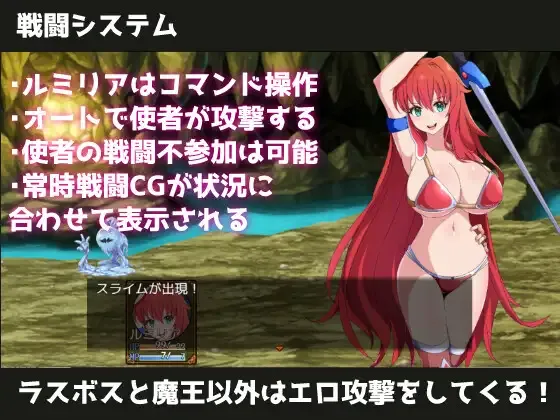 戦闘システム
・ルミリアはコマンド操作
・オートで使者が攻撃する
・使者の戦闘不参加は可能
・常時戦闘CGが状況に
合わせて表示される
スライムが出現！
ルミ
ラスボスと魔王以外はエロ攻撃をしてくる！